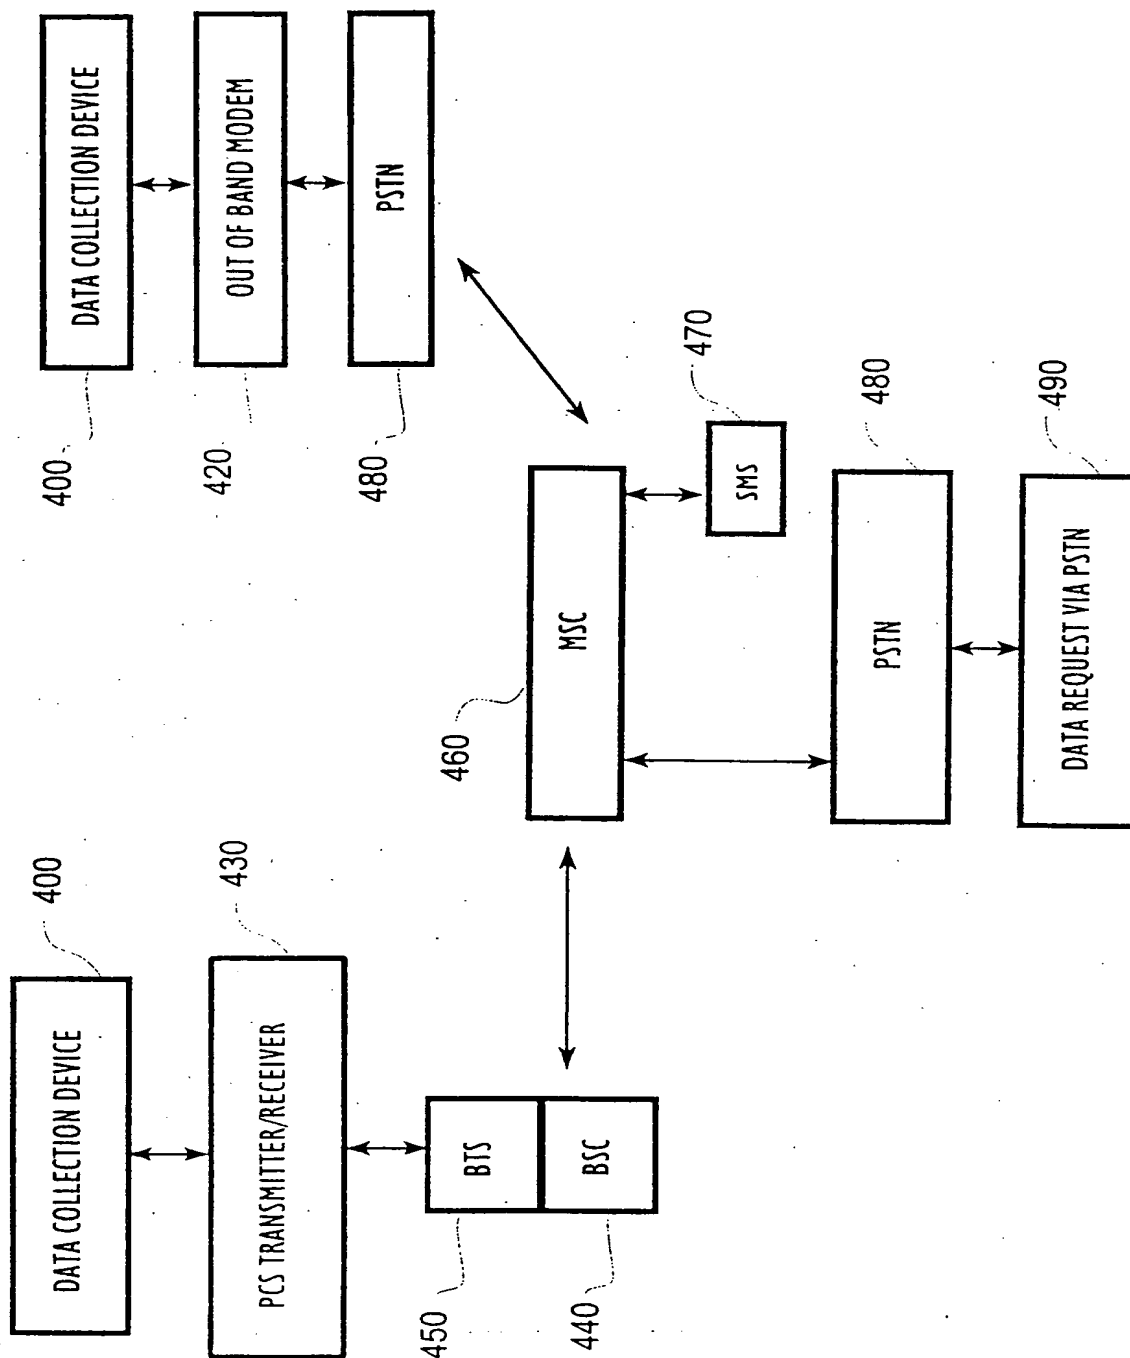 DATA COLLECTION DEVICE
400
PCS TRANSMITTER/RECEIVER
430
BTS
450
BSC
440
MSC
460
SMS
470
PSTN
480
DATA REQUEST VIA PSTN
490
DATA COLLECTION DEVICE
400
OUT OF BAND MODEM
420
PSTN
480